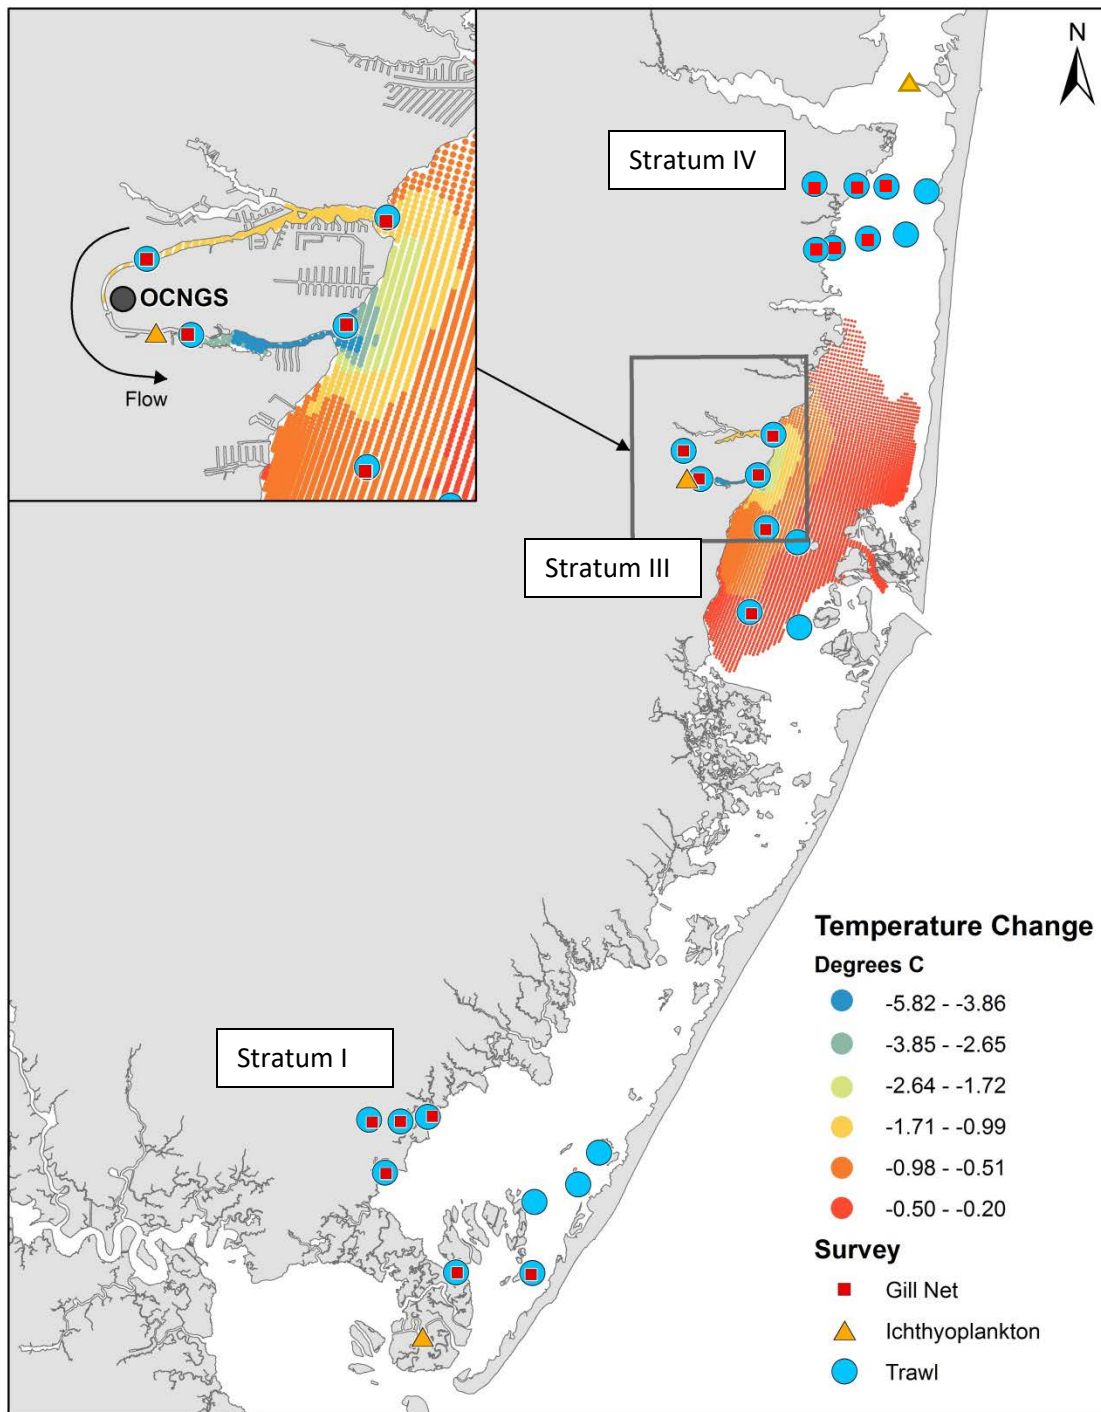 N
Stratum IV
OCNGS
Flow
Stratum III
Stratum I
Temperature Change
Degrees C
-5.82 - -3.86
-3.85 - -2.65
-2.64 - -1.72
-1.71 - -0.99
-0.98 - -0.51
-0.50 - -0.20
Survey
Gill Net
Ichthyoplankton
Trawl